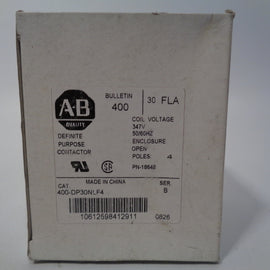 BULLETIN
400
30 FLA
AB
QUALITY
DEFINITE
PURPOSE
CONTACTOR
COIL VOLTAGE
347V
50/60HZ
ENCLOSURE
OPEN
POLES 4
PN-18640
MADE IN CHINA
CAT.
400-DP30NLF4
SER
B
10612598412911
0826